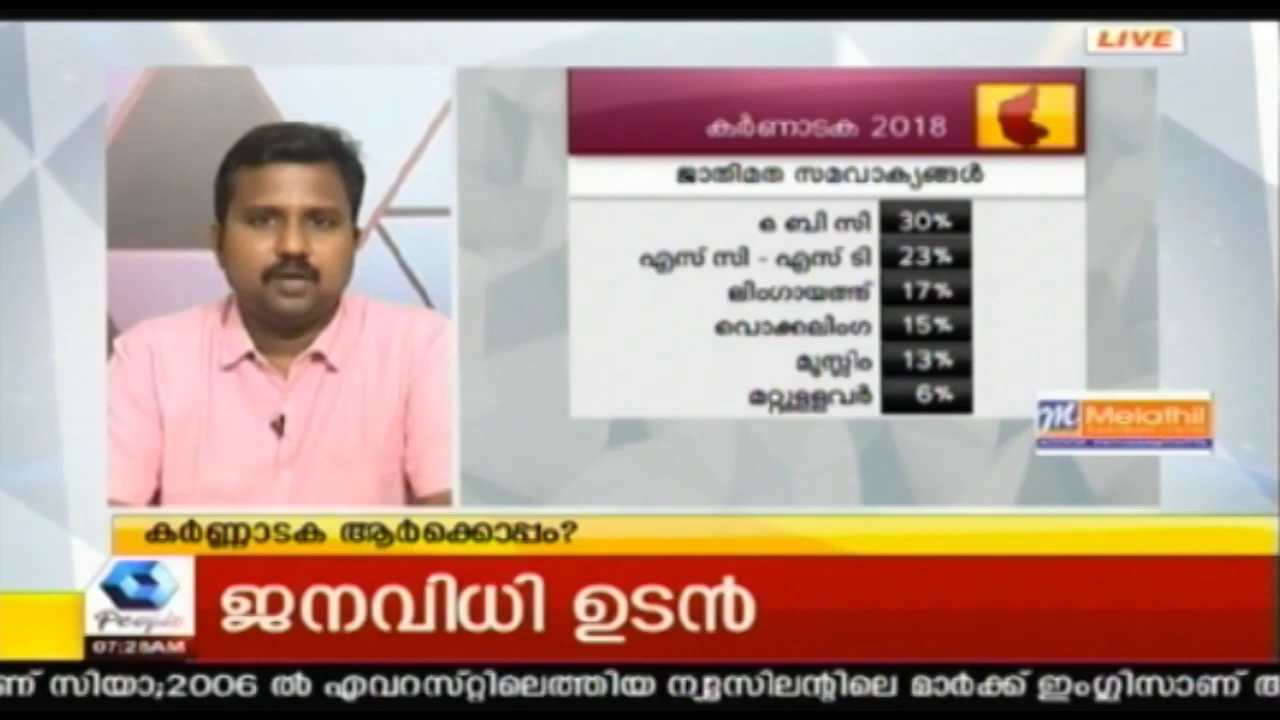 LIVE
കർണാടക 2018
ജാതിമത സമവാക്യങ്ങൾ
ഒ ബി സി 30%
എസ് സി - എസ് ടി 23%
ലിംഗായത്ത് 17%
വൊക്കലിംഗ 15%
മുസ്ലിം 13%
മറ്റുള്ളവർ 6%
m Melathil
കർണ്ണാടക ആർക്കൊപ്പം?
ജനവിധി ഉടൻ
People
07:28AM
ണ് സിയാ;2006 ൽ എവറസ്റ്റിലെത്തിയ ന്യൂസിലന്റിലെ മാർക്ക് ഇംഗ്ലിസാണ് ആ